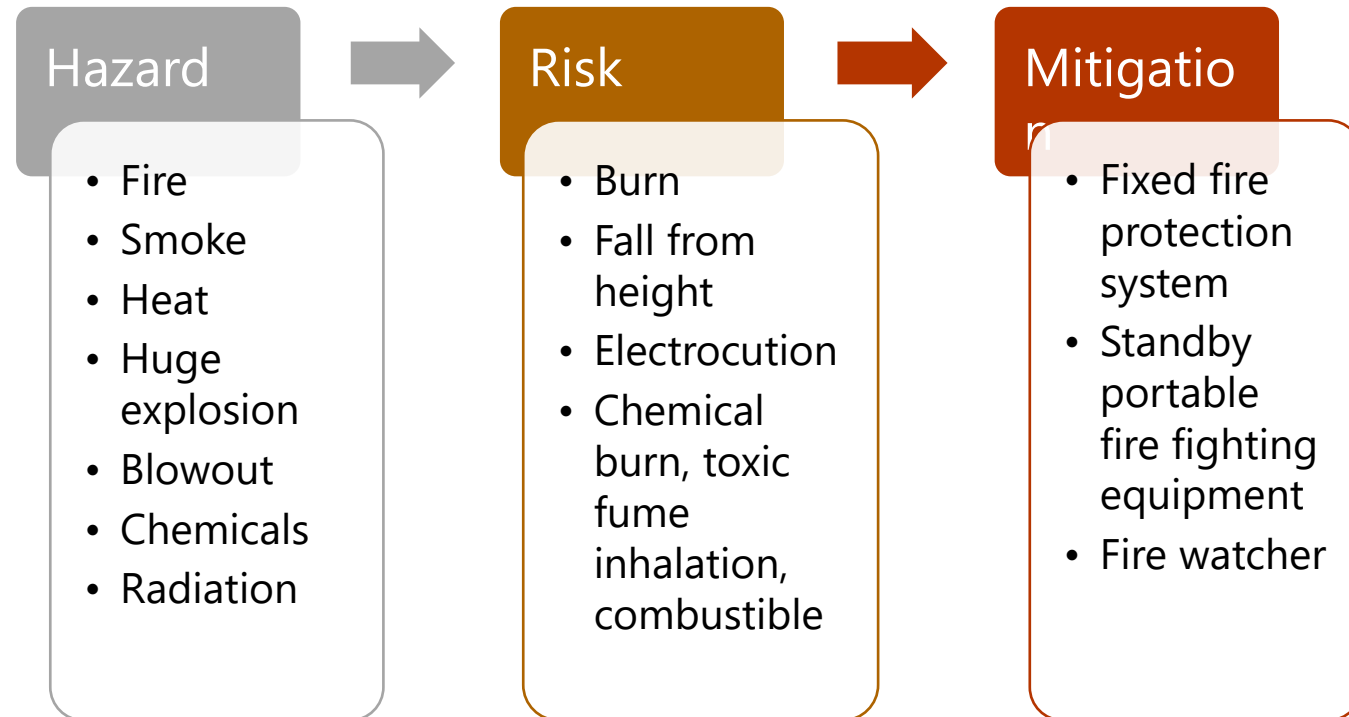 Hazard
• Fire
• Smoke
• Heat
• Huge
explosion
• Blowout
• Chemicals
• Radiation
Risk
• Burn
• Fall from
height
• Electrocution
• Chemical
burn, toxic
fume
inhalation,
combustible
Mitigatio
n
• Fixed fire
protection
system
• Standby
portable
fire fighting
equipment
• Fire watcher